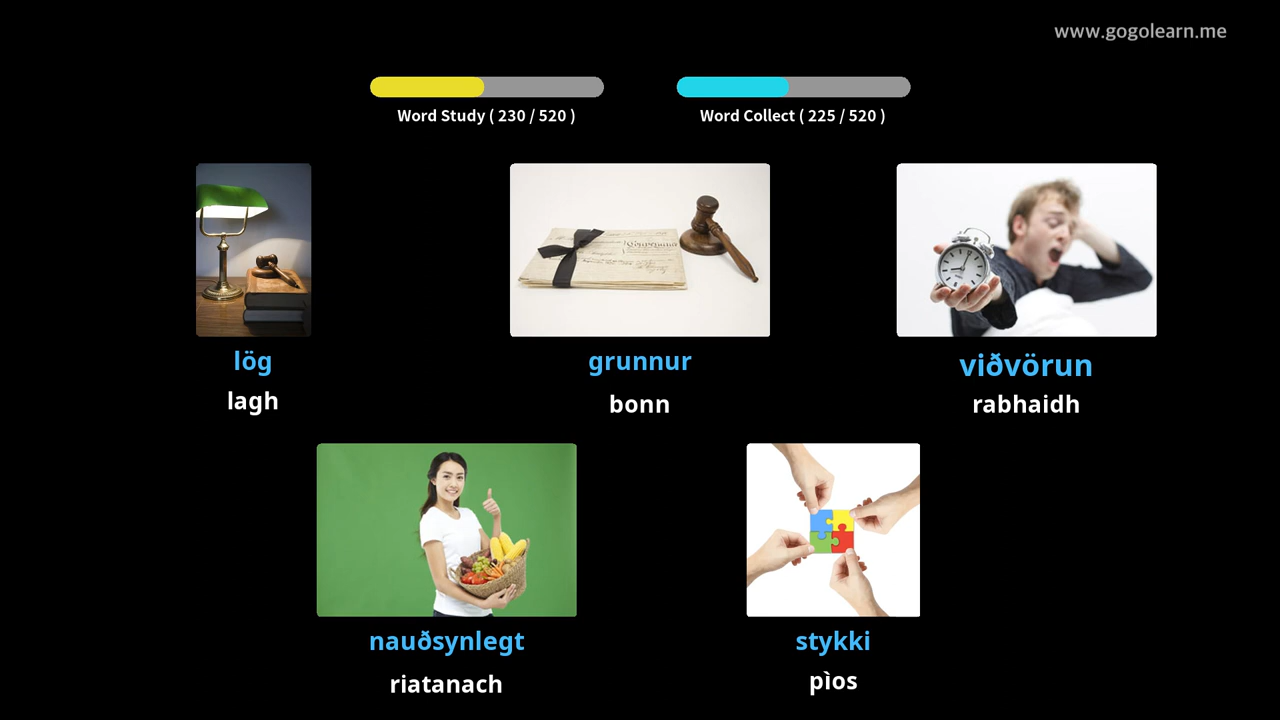 www.gogolearn.me
Word Study ( 230 / 520 )
Word Collect ( 225 / 520 )
lög
lagh
grunnur
bonn
viðvörun
rabhaidh
nauðsynlegt
riatanach
stykki
pìos